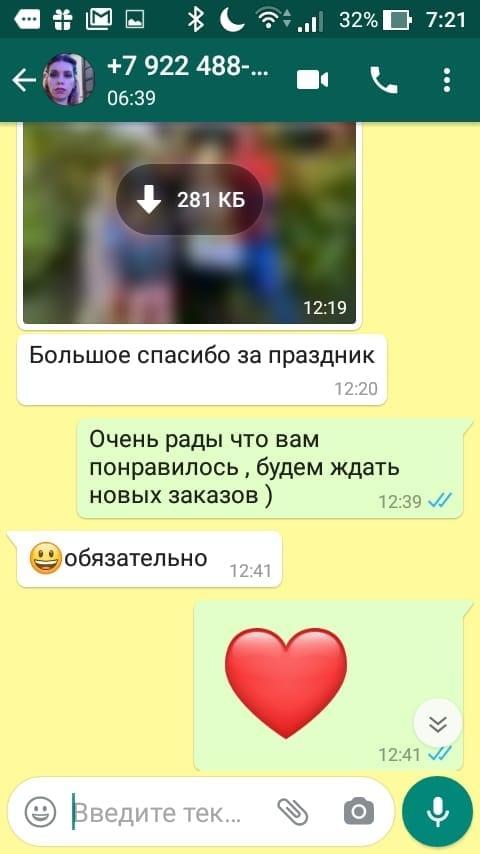 32% 7:21
+7 922 488-...
06:39
281 КБ
12:19
Большое спасибо за праздник
12:20
Очень рады что вам
понравилось , будем ждать
новых заказов )
12:39
😃обязательно
12:41
12:41
Введите тек...